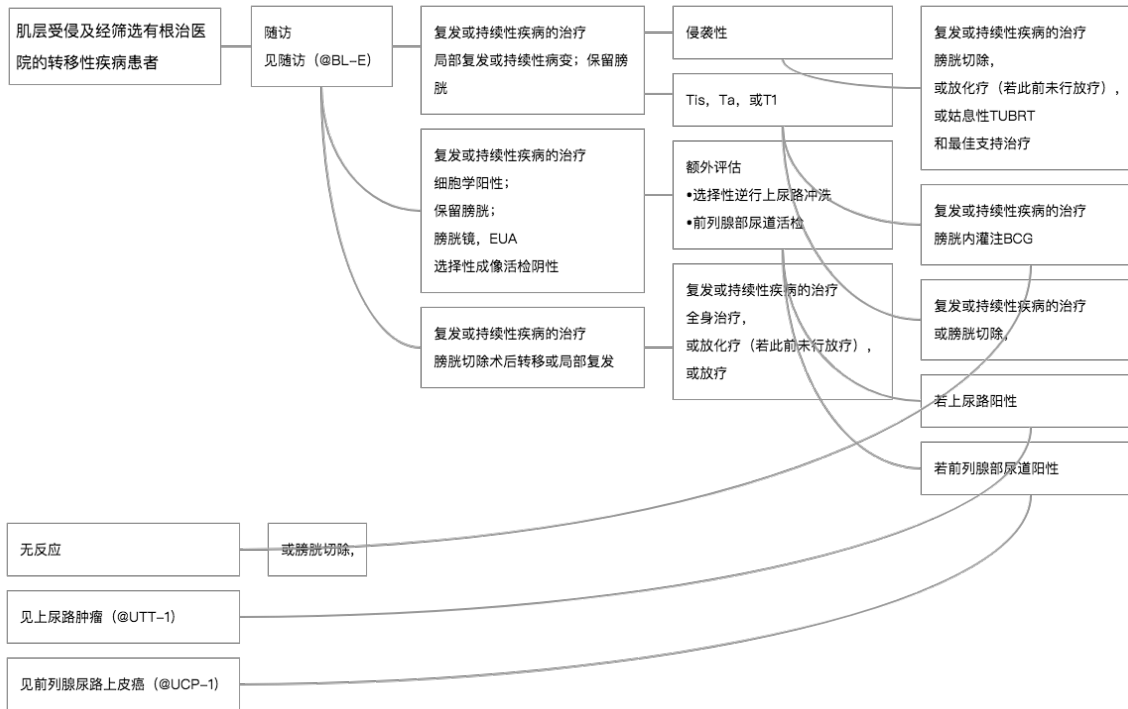 肌层受侵及经筛选有根治医
院的转移性疾病患者
随访
见随访（@BL-E）
复发或持续性疾病的治疗
局部复发或持续性病变；保留膀
胱
复发或持续性疾病的治疗
细胞学阳性；
保留膀胱；
膀胱镜，EUA
选择性成像活检阴性
复发或持续性疾病的治疗
膀胱切除术后转移或局部复发
侵袭性
Tis，Ta，或T1
额外评估
•选择性逆行上尿路冲洗
•前列腺部尿道活检
复发或持续性疾病的治疗
全身治疗，
或放化疗（若此前未行放疗），
或放疗
复发或持续性疾病的治疗
膀胱切除，
或放化疗（若此前未行放疗），
或姑息性TUBRT
和最佳支持治疗
复发或持续性疾病的治疗
膀胱内灌注BCG
复发或持续性疾病的治疗
或膀胱切除，
若上尿路阳性
若前列腺部尿道阳性
无反应
或膀胱切除，
见上尿路肿瘤（@UTT-1）
见前列腺尿路上皮癌（@UCP-1）